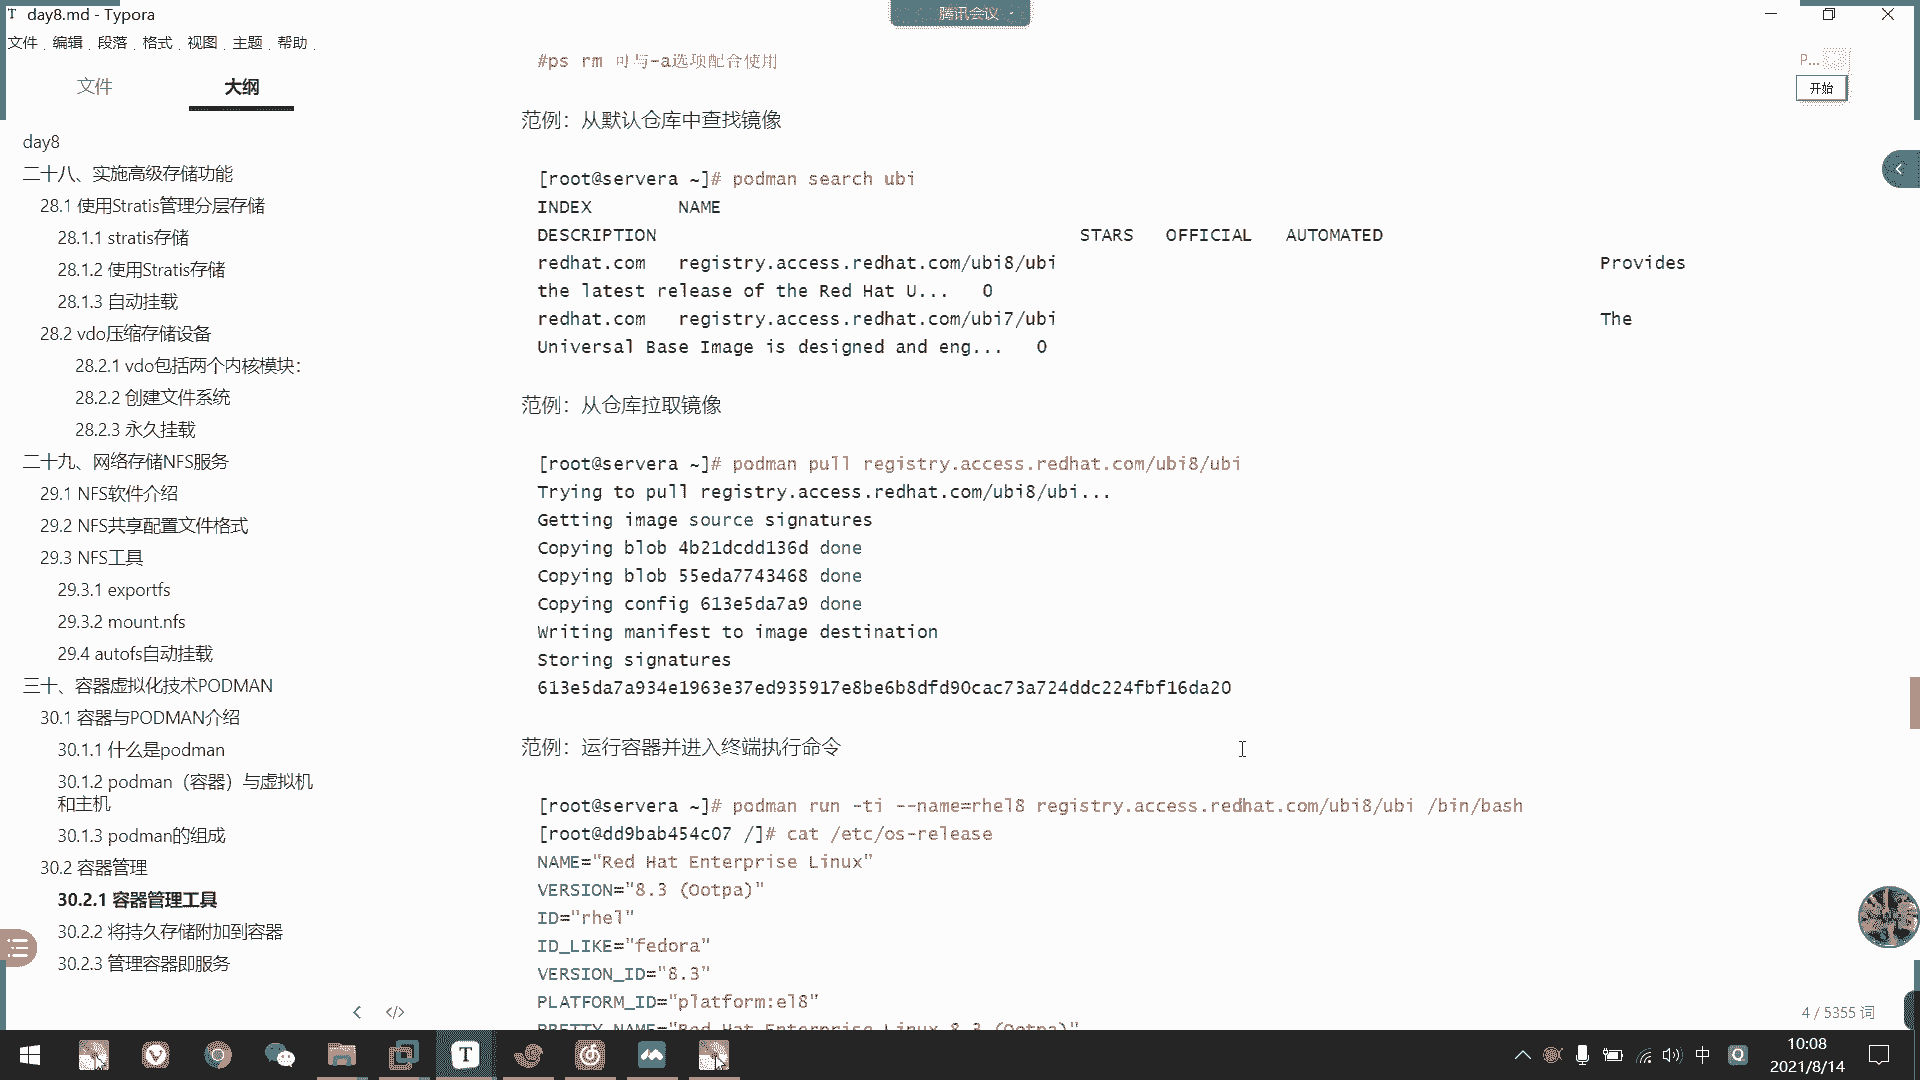 day8.md - Typora
腾讯会议
文件 编辑 段落 格式 视图 主题 帮助
文件 大纲
day8
二十八、实施高级存储功能
28.1 使用Stratis管理分层存储
28.1.1 stratis存储
28.1.2 使用Stratis存储
28.1.3 自动挂载
28.2 vdo压缩存储设备
28.2.1 vdo包括两个内核模块：
28.2.2 创建文件系统
28.2.3 永久挂载
二十九、网络存储NFS服务
29.1 NFS软件介绍
29.2 NFS共享配置文件格式
29.3 NFS工具
29.3.1 exportfs
29.3.2 mount.nfs
29.4 autofs自动挂载
三十、容器虚拟化技术PODMAN
30.1 容器与PODMAN介绍
30.1.1 什么是podman
30.1.2 podman（容器）与虚拟机
和主机
30.1.3 podman的组成
30.2 容器管理
30.2.1 容器管理工具
30.2.2 将持久存储附加到容器
30.2.3 管理容器即服务
#ps rm 可与-a选项配合使用
范例：从默认仓库中查找镜像
[root@servera ~]# podman search ubi
INDEX NAME
DESCRIPTION STARS OFFICIAL AUTOMATED
redhat.com registry.access.redhat.com/ubi8/ubi Provides
the latest release of the Red Hat U... 0
redhat.com registry.access.redhat.com/ubi7/ubi The
Universal Base Image is designed and eng... 0
范例：从仓库拉取镜像
[root@servera ~]# podman pull registry.access.redhat.com/ubi8/ubi
Trying to pull registry.access.redhat.com/ubi8/ubi...
Getting image source signatures
Copying blob 4b21dcdd136d done
Copying blob 55eda7743468 done
Copying config 613e5da7a9 done
Writing manifest to image destination
Storing signatures
613e5da7a934e1963e37ed935917e8be6b8dfd90cac73a724ddc224fbf16da20
范例：运行容器并进入终端执行命令
[root@servera ~]# podman run -ti --name=rhel8 registry.access.redhat.com/ubi8/ubi /bin/bash
[root@dd9bab454c07 /]# cat /etc/os-release
NAME="Red Hat Enterprise Linux"
VERSION="8.3 (Ootpa)"
ID="rhel"
ID_LIKE="fedora"
VERSION_ID="8.3"
PLATFORM_ID="platform:el8"
PRETTY_NAME="Red Hat Enterprise Linux 8.3 (Ootpa)"
P...
开始
4 / 5355 词
中
10:08
2021/8/14